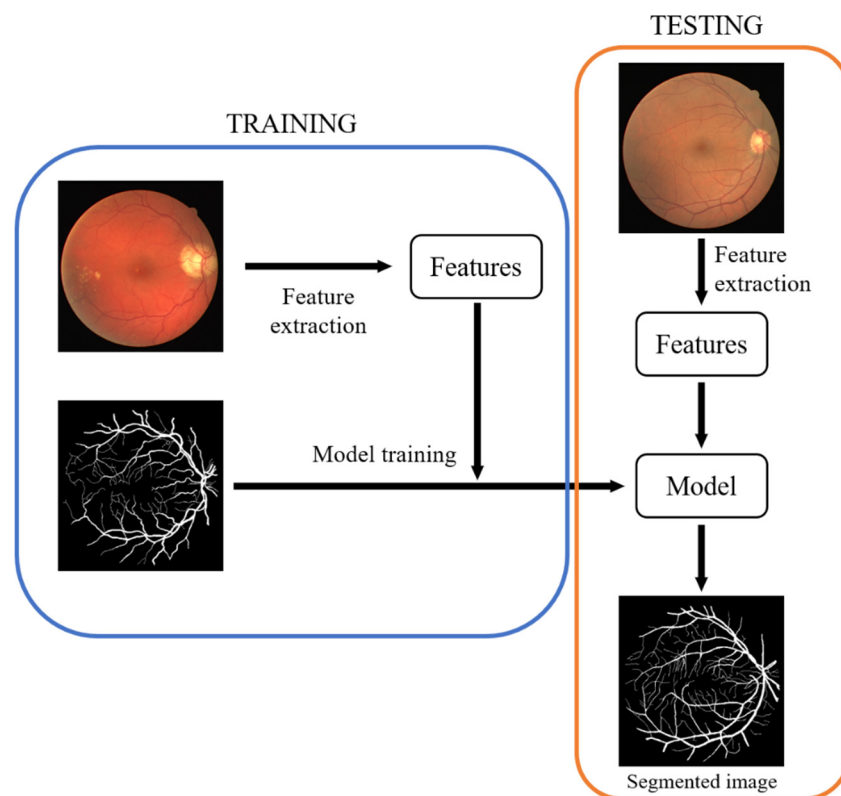 TESTING
TRAINING
Features
Feature
extraction
Model training
Feature
extraction
Features
Model
Segmented image